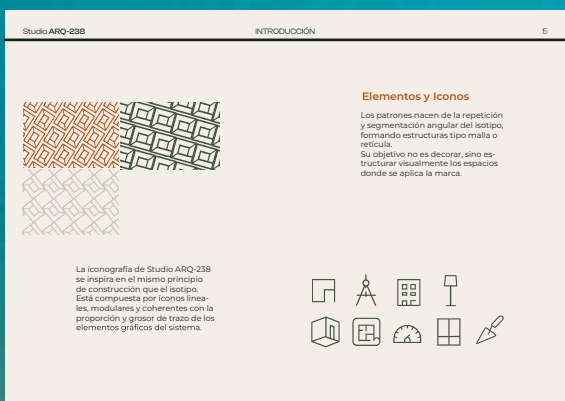 Studio ARQ-238
INTRODUCCIÓN
15
Elementos y Iconos
Los patrones nacen de la repetición
y segmentación angular del isotipo,
formando estructuras tipo malla o
retícula.
Su objetivo no es decorar, sino es-
tructurar visualmente los espacios
donde se aplica la marca.
La iconografía de Studio ARQ-238
se inspira en el mismo principio
de construcción que el isotipo.
Está compuesta por íconos linea-
les, modulares y coherentes con la
proporción y grosor de trazo de los
elementos gráficos del sistema.